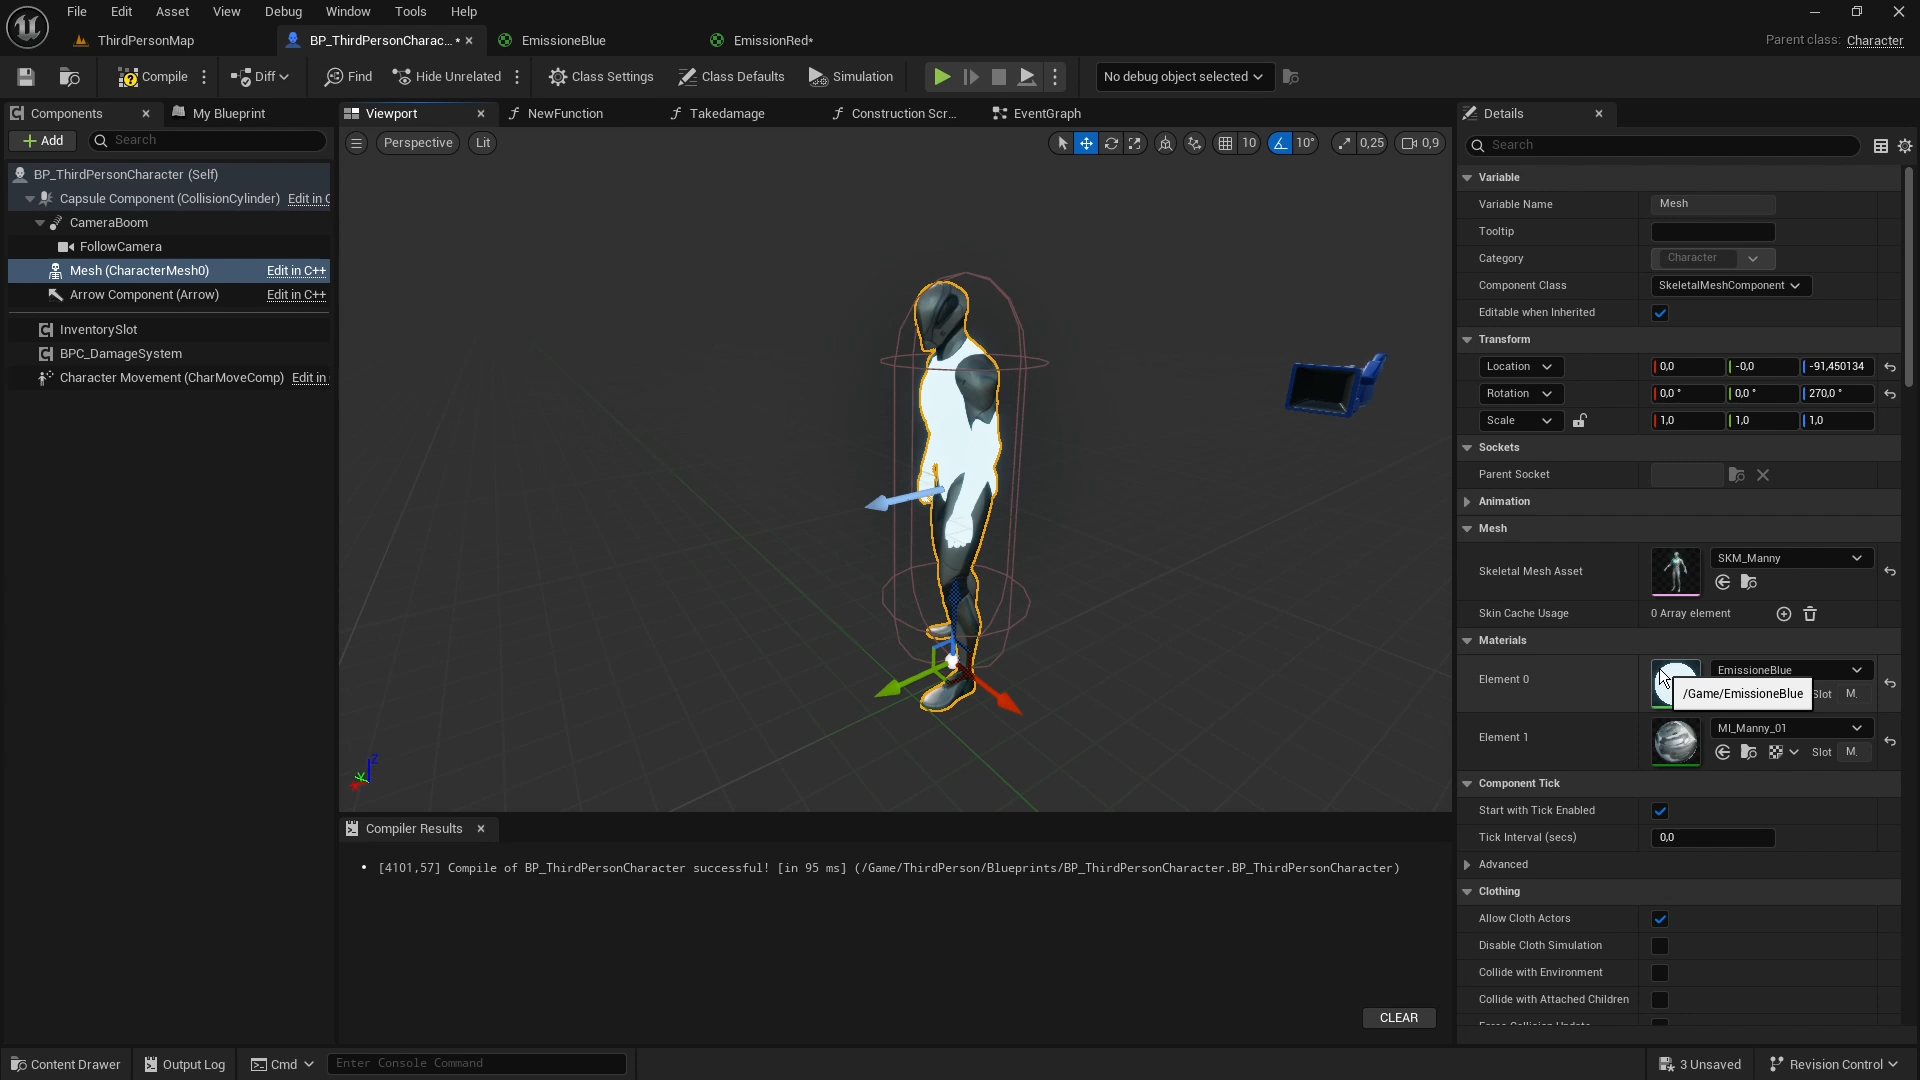 File Edit Asset View Debug Window Tools Help
ThirdPersonMap
BP_ThirdPersonCharac... *
EmissioneBlue
EmissionRed*
Parent class: Character
Compile
Diff
Find
Hide Unrelated
Class Settings
Class Defaults
Simulation
No debug object selected
Components
My Blueprint
Add
Search
BP_ThirdPersonCharacter (Self)
Capsule Component (CollisionCylinder) Edit in C
CameraBoom
FollowCamera
Mesh (CharacterMesh0) Edit in C++
Arrow Component (Arrow) Edit in C++
InventorySlot
BPC_DamageSystem
Character Movement (CharMoveComp) Edit in
Viewport
NewFunction
Takedamage
Construction Scr...
EventGraph
Perspective
Lit
10
10°
0,25
0,9
Z
Y
Compiler Results
• [4101,57] Compile of BP_ThirdPersonCharacter successful! [in 95 ms] (/Game/ThirdPerson/Blueprints/BP_ThirdPersonCharacter.BP_ThirdPersonCharacter)
CLEAR
Details
Search
Variable
Variable Name Mesh
Tooltip
Category Character
Component Class SkeletalMeshComponent
Editable when Inherited
Transform
Location 0,0 -0,0 -91,450134
Rotation 0,0 ° 0,0 ° 270,0 °
Scale 1,0 1,0 1,0
Sockets
Parent Socket
Animation
Mesh
Skeletal Mesh Asset SKM_Manny
Skin Cache Usage 0 Array element
Materials
Element 0 EmissioneBlue
/Game/EmissioneBlue Slot M.
Element 1 MI_Manny_01
Slot M.
Component Tick
Start with Tick Enabled
Tick Interval (secs) 0,0
Advanced
Clothing
Allow Cloth Actors
Disable Cloth Simulation
Collide with Environment
Collide with Attached Children
Content Drawer
Output Log
Cmd
Enter Console Command
3 Unsaved
Revision Control